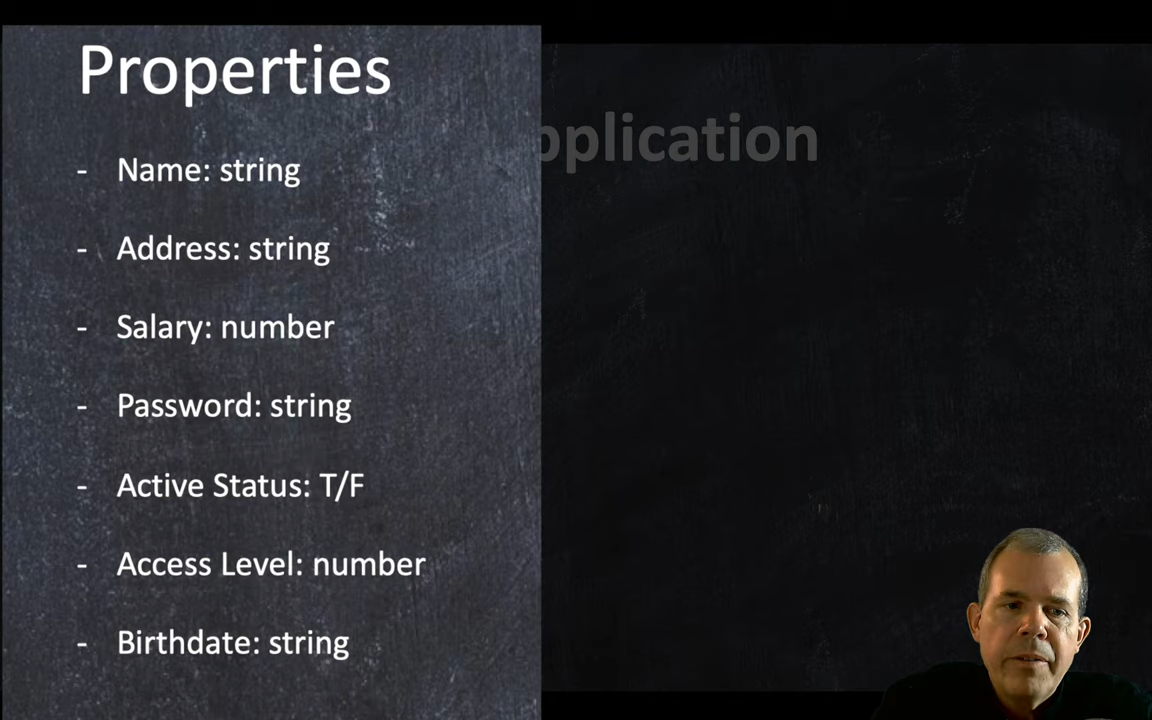 Properties
pplication
- Name: string
- Address: string
- Salary: number
- Password: string
- Active Status: T/F
- Access Level: number
- Birthdate: string